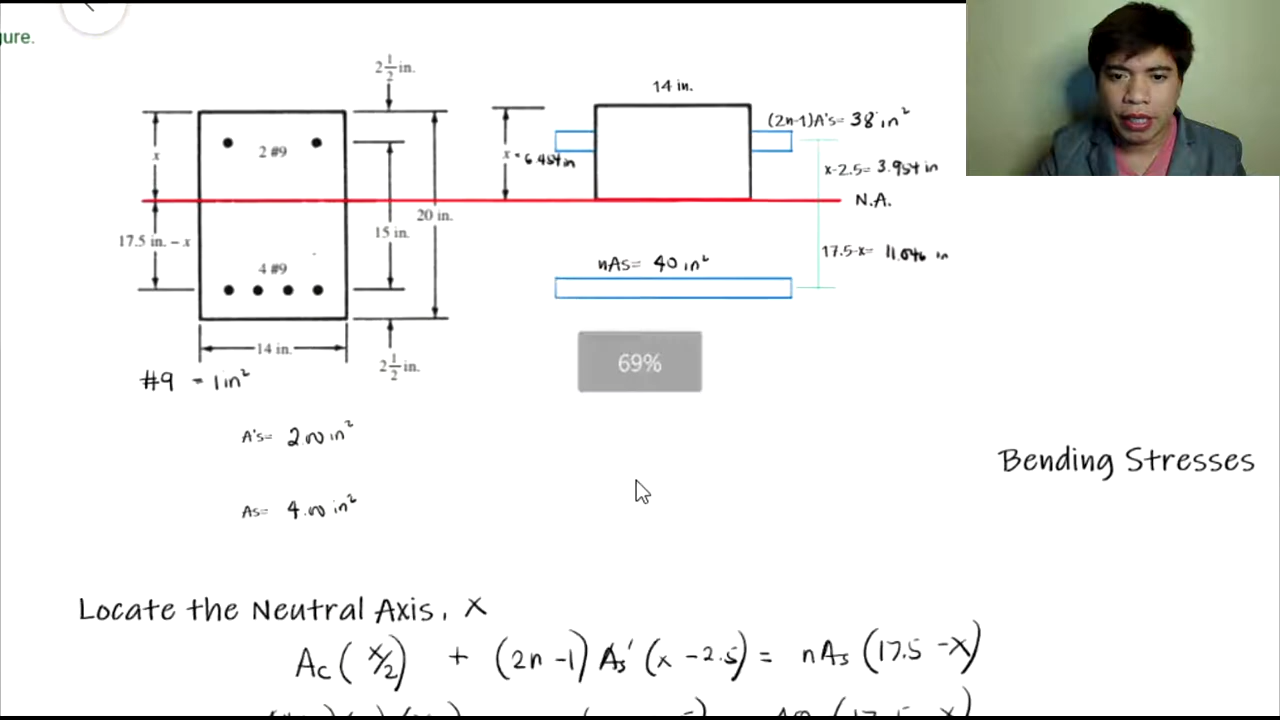 gure.
2 1/2 in.
14 in.
(2n-1)A's= 38 in²
2 #9
x
x = 6.454 in
x-2.5= 3.954 in
N.A.
20 in.
15 in.
17.5 in. – x
17.5-x= 11.046 in
4 #9
nAs= 40 in²
14 in.
2 1/2 in.
69%
#9 = 1in²
A's= 2.00 in²
Bending Stresses
As= 4.00 in²
Locate the Neutral Axis, x
Ac (x/2) + (2n -1) As' (x -2.5) = nAs (17.5 -x)